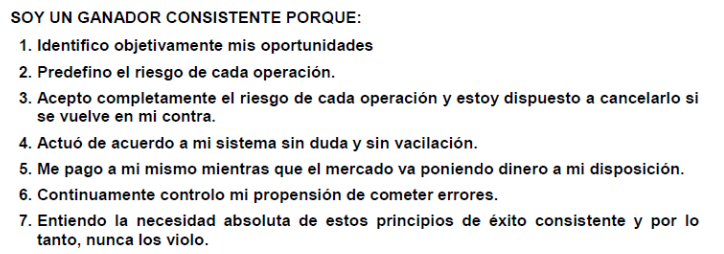 SOY UN GANADOR CONSISTENTE PORQUE:
1. Identifico objetivamente mis oportunidades
2. Predefino el riesgo de cada operación.
3. Acepto completamente el riesgo de cada operación y estoy dispuesto a cancelarlo si
se vuelve en mi contra.
4. Actuó de acuerdo a mi sistema sin duda y sin vacilación.
5. Me pago a mi mismo mientras que el mercado va poniendo dinero a mi disposición.
6. Continuamente controlo mi propensión de cometer errores.
7. Entiendo la necesidad absoluta de estos principios de éxito consistente y por lo
tanto, nunca los violo.